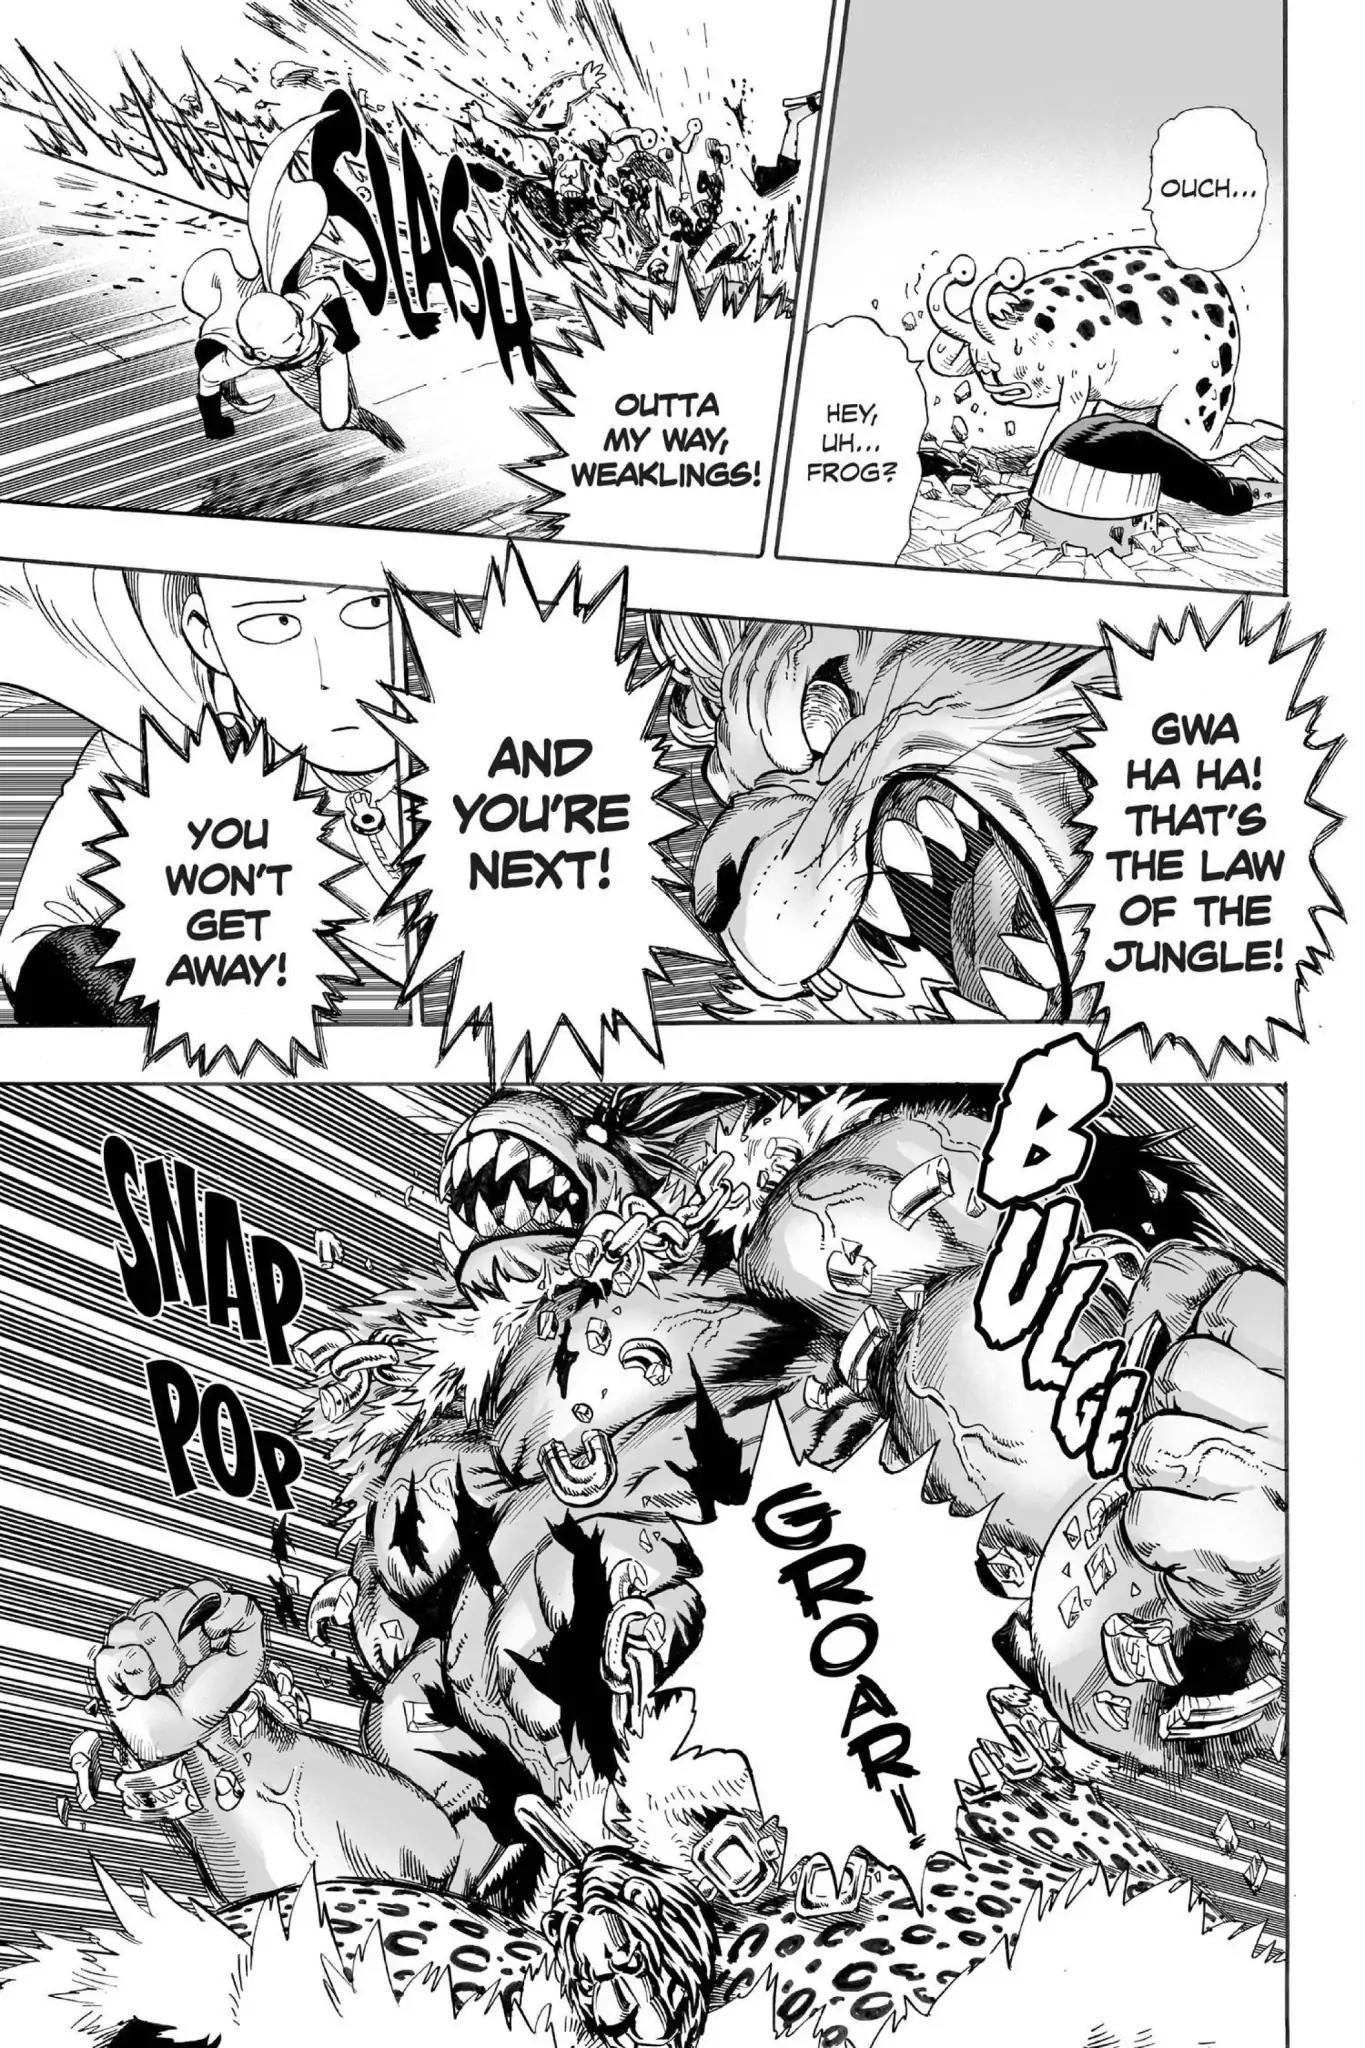 OUCH...
HEY,
UH...
FROG?
SLASH
OUTTA
MY WAY,
WEAKLINGS!
GWA
HA HA!
THAT'S
THE LAW
OF THE
JUNGLE!
AND
YOU'RE
NEXT!
YOU
WON'T
GET
AWAY!
BULGE
SNAP
POP
GROAR!